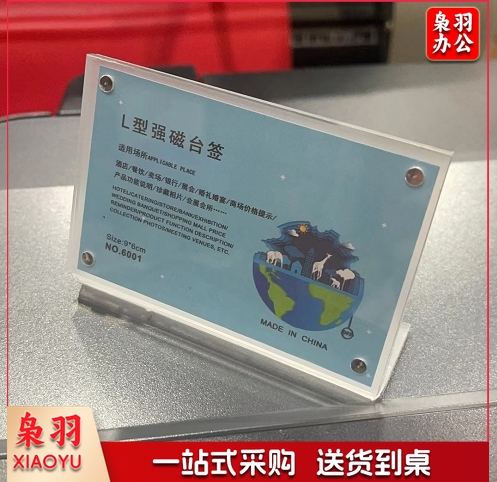 枭羽
办公
L型强磁台签
适用场所APPLICABLE PLACE
酒店/餐饮/卖场/银行/展会/婚礼婚宴/商场价格提示/
产品功能说明/珍藏相片/会展会所······
HOTEL/CATERING/STORE/BANK/EXHIBITION/
WEDDING BANQUET/SHOPPING MALL PRICE
REMINDER/PRODUCT FUNCTION DESCRIPTION/
COLLECTION PHOTOS/MEETING VENUES, ETC.
Size:9*6cm
NO.6001
MADE IN CHINA
枭羽
XIAOYU
一站式采购 送货到桌